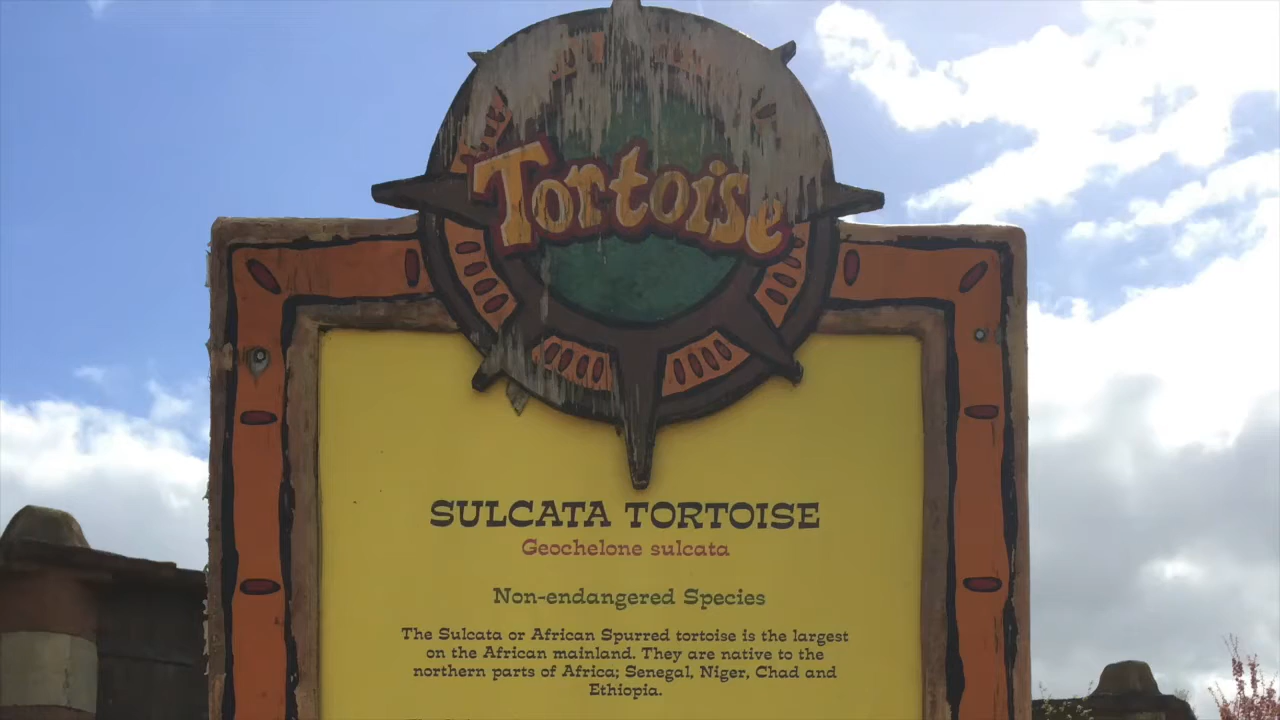 Tortoise
SULCATA TORTOISE
Geochelone sulcata
Non-endangered Species
The Sulcata or African Spurred tortoise is the largest
on the African mainland. They are native to the
northern parts of Africa; Senegal, Niger, Chad and
Ethiopia.